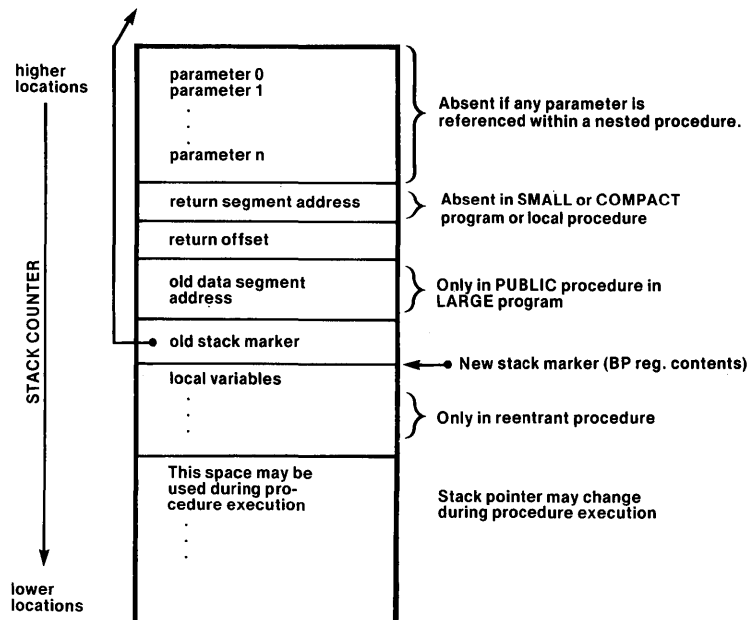 higher
locations
STACK COUNTER
lower
locations
parameter 0
parameter 1
.
.
.
parameter n
Absent if any parameter is
referenced within a nested procedure.
return segment address
Absent in SMALL or COMPACT
program or local procedure
return offset
old data segment
address
Only in PUBLIC procedure in
LARGE program
old stack marker
New stack marker (BP reg. contents)
local variables
.
.
.
Only in reentrant procedure
This space may be
used during pro-
cedure execution
.
.
.
Stack pointer may change
during procedure execution